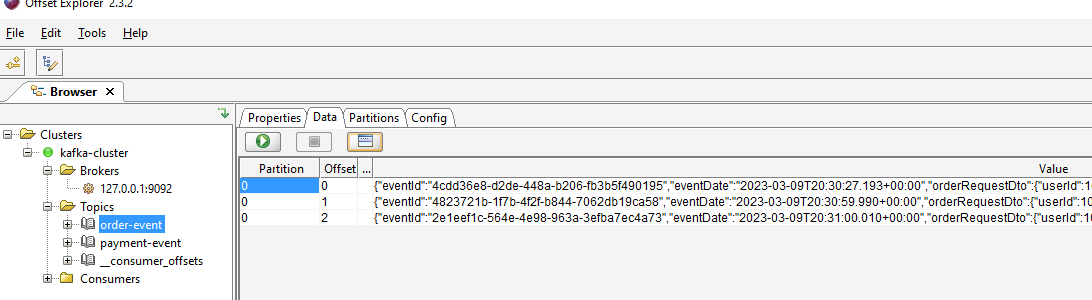 Offset Explorer 2.3.2
File Edit Tools Help
Browser
Clusters
kafka-cluster
Brokers
127.0.0.1:9092
Topics
order-event
payment-event
__consumer_offsets
Consumers
Properties Data Partitions Config
Partition Offset ... Value
0 0 {"eventId":"4cdd36e8-d2de-448a-b206-fb3b5f490195","eventDate":"2023-03-09T20:30:27.193+00:00","orderRequestDto":{"userId":10
0 1 {"eventId":"4823721b-1f7b-4f2f-b844-7062db19ca58","eventDate":"2023-03-09T20:30:59.990+00:00","orderRequestDto":{"userId":10
0 2 {"eventId":"2e1eef1c-564e-4e98-963a-3efba7ec4a73","eventDate":"2023-03-09T20:31:00.010+00:00","orderRequestDto":{"userId":10